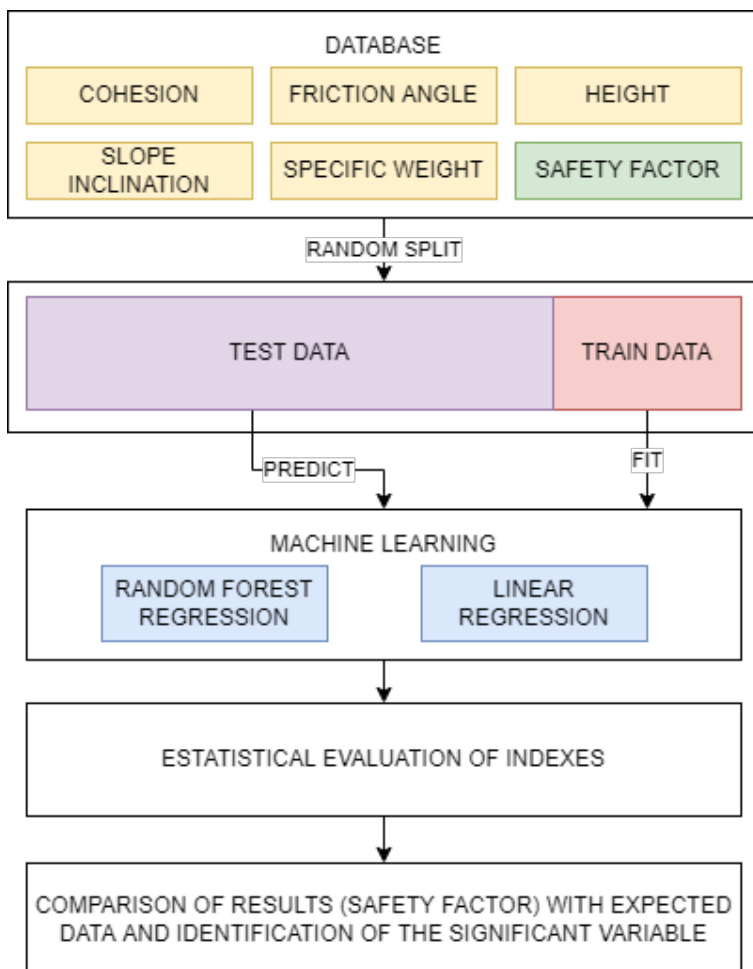 DATABASE
COHESION
FRICTION ANGLE
HEIGHT
SLOPE
INCLINATION
SPECIFIC WEIGHT
SAFETY FACTOR
RANDOM SPLIT
TEST DATA
TRAIN DATA
PREDICT
FIT
MACHINE LEARNING
RANDOM FOREST
REGRESSION
LINEAR
REGRESSION
ESTATISTICAL EVALUATION OF INDEXES
COMPARISON OF RESULTS (SAFETY FACTOR) WITH EXPECTED
DATA AND IDENTIFICATION OF THE SIGNIFICANT VARIABLE